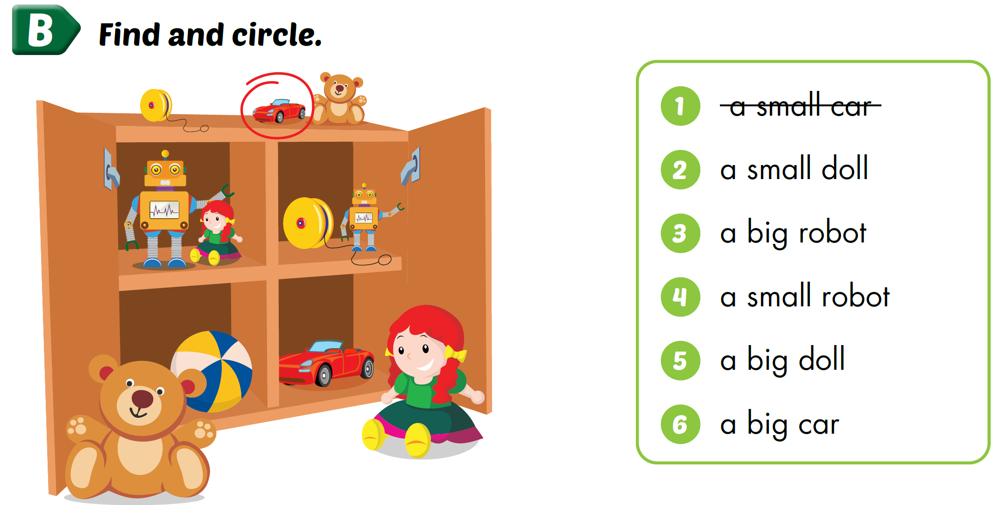 B
Find and circle.
1 a small car
2 a small doll
3 a big robot
4 a small robot
5 a big doll
6 a big car